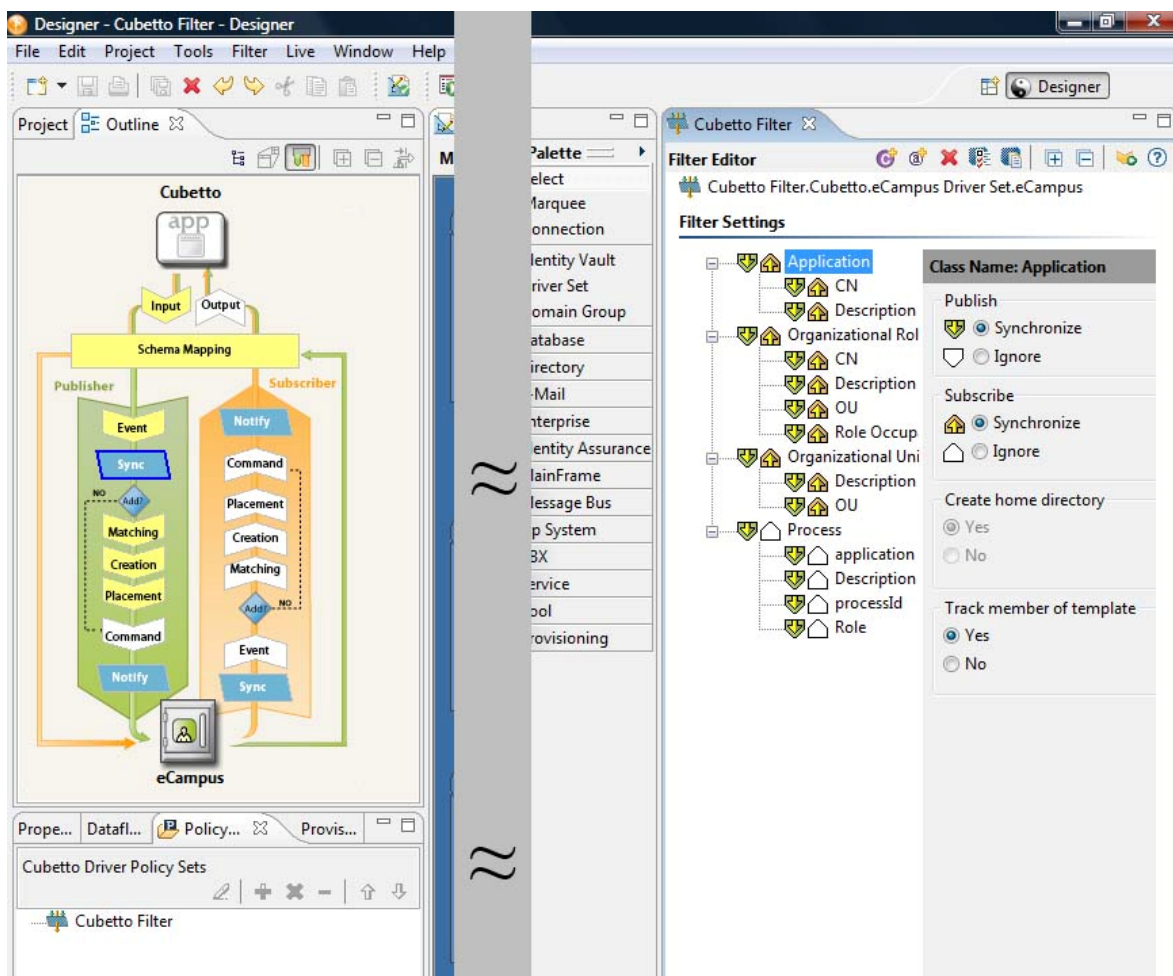 Designer - Cubetto Filter - Designer
File Edit Project Tools Filter Live Window Help
Designer
Project Outline
Cubetto
app
Input Output
Schema Mapping
Publisher Subscriber
Event
Sync
NO
Add?
Matching
Creation
Placement
Command
Notify
Notify
Command
Placement
Creation
Matching
Add? NO
Event
Sync
eCampus
Prope... Datafl... Policy... Provis...
Cubetto Driver Policy Sets
Cubetto Filter
M
Palette
elect
Marquee
onnection
dentity Vault
river Set
omain Group
atabase
irectory
-Mail
nterprise
dentity Assurance
MainFrame
Message Bus
p System
BX
ervice
ool
rovisioning
≈
≈
Cubetto Filter
Filter Editor
Cubetto Filter.Cubetto.eCampus Driver Set.eCampus
Filter Settings
Application
CN
Description
Organizational Rol
CN
Description
OU
Role Occup
Organizational Uni
Description
OU
Process
application
Description
processId
Role
Class Name: Application
Publish
Synchronize
Ignore
Subscribe
Synchronize
Ignore
Create home directory
Yes
No
Track member of template
Yes
No